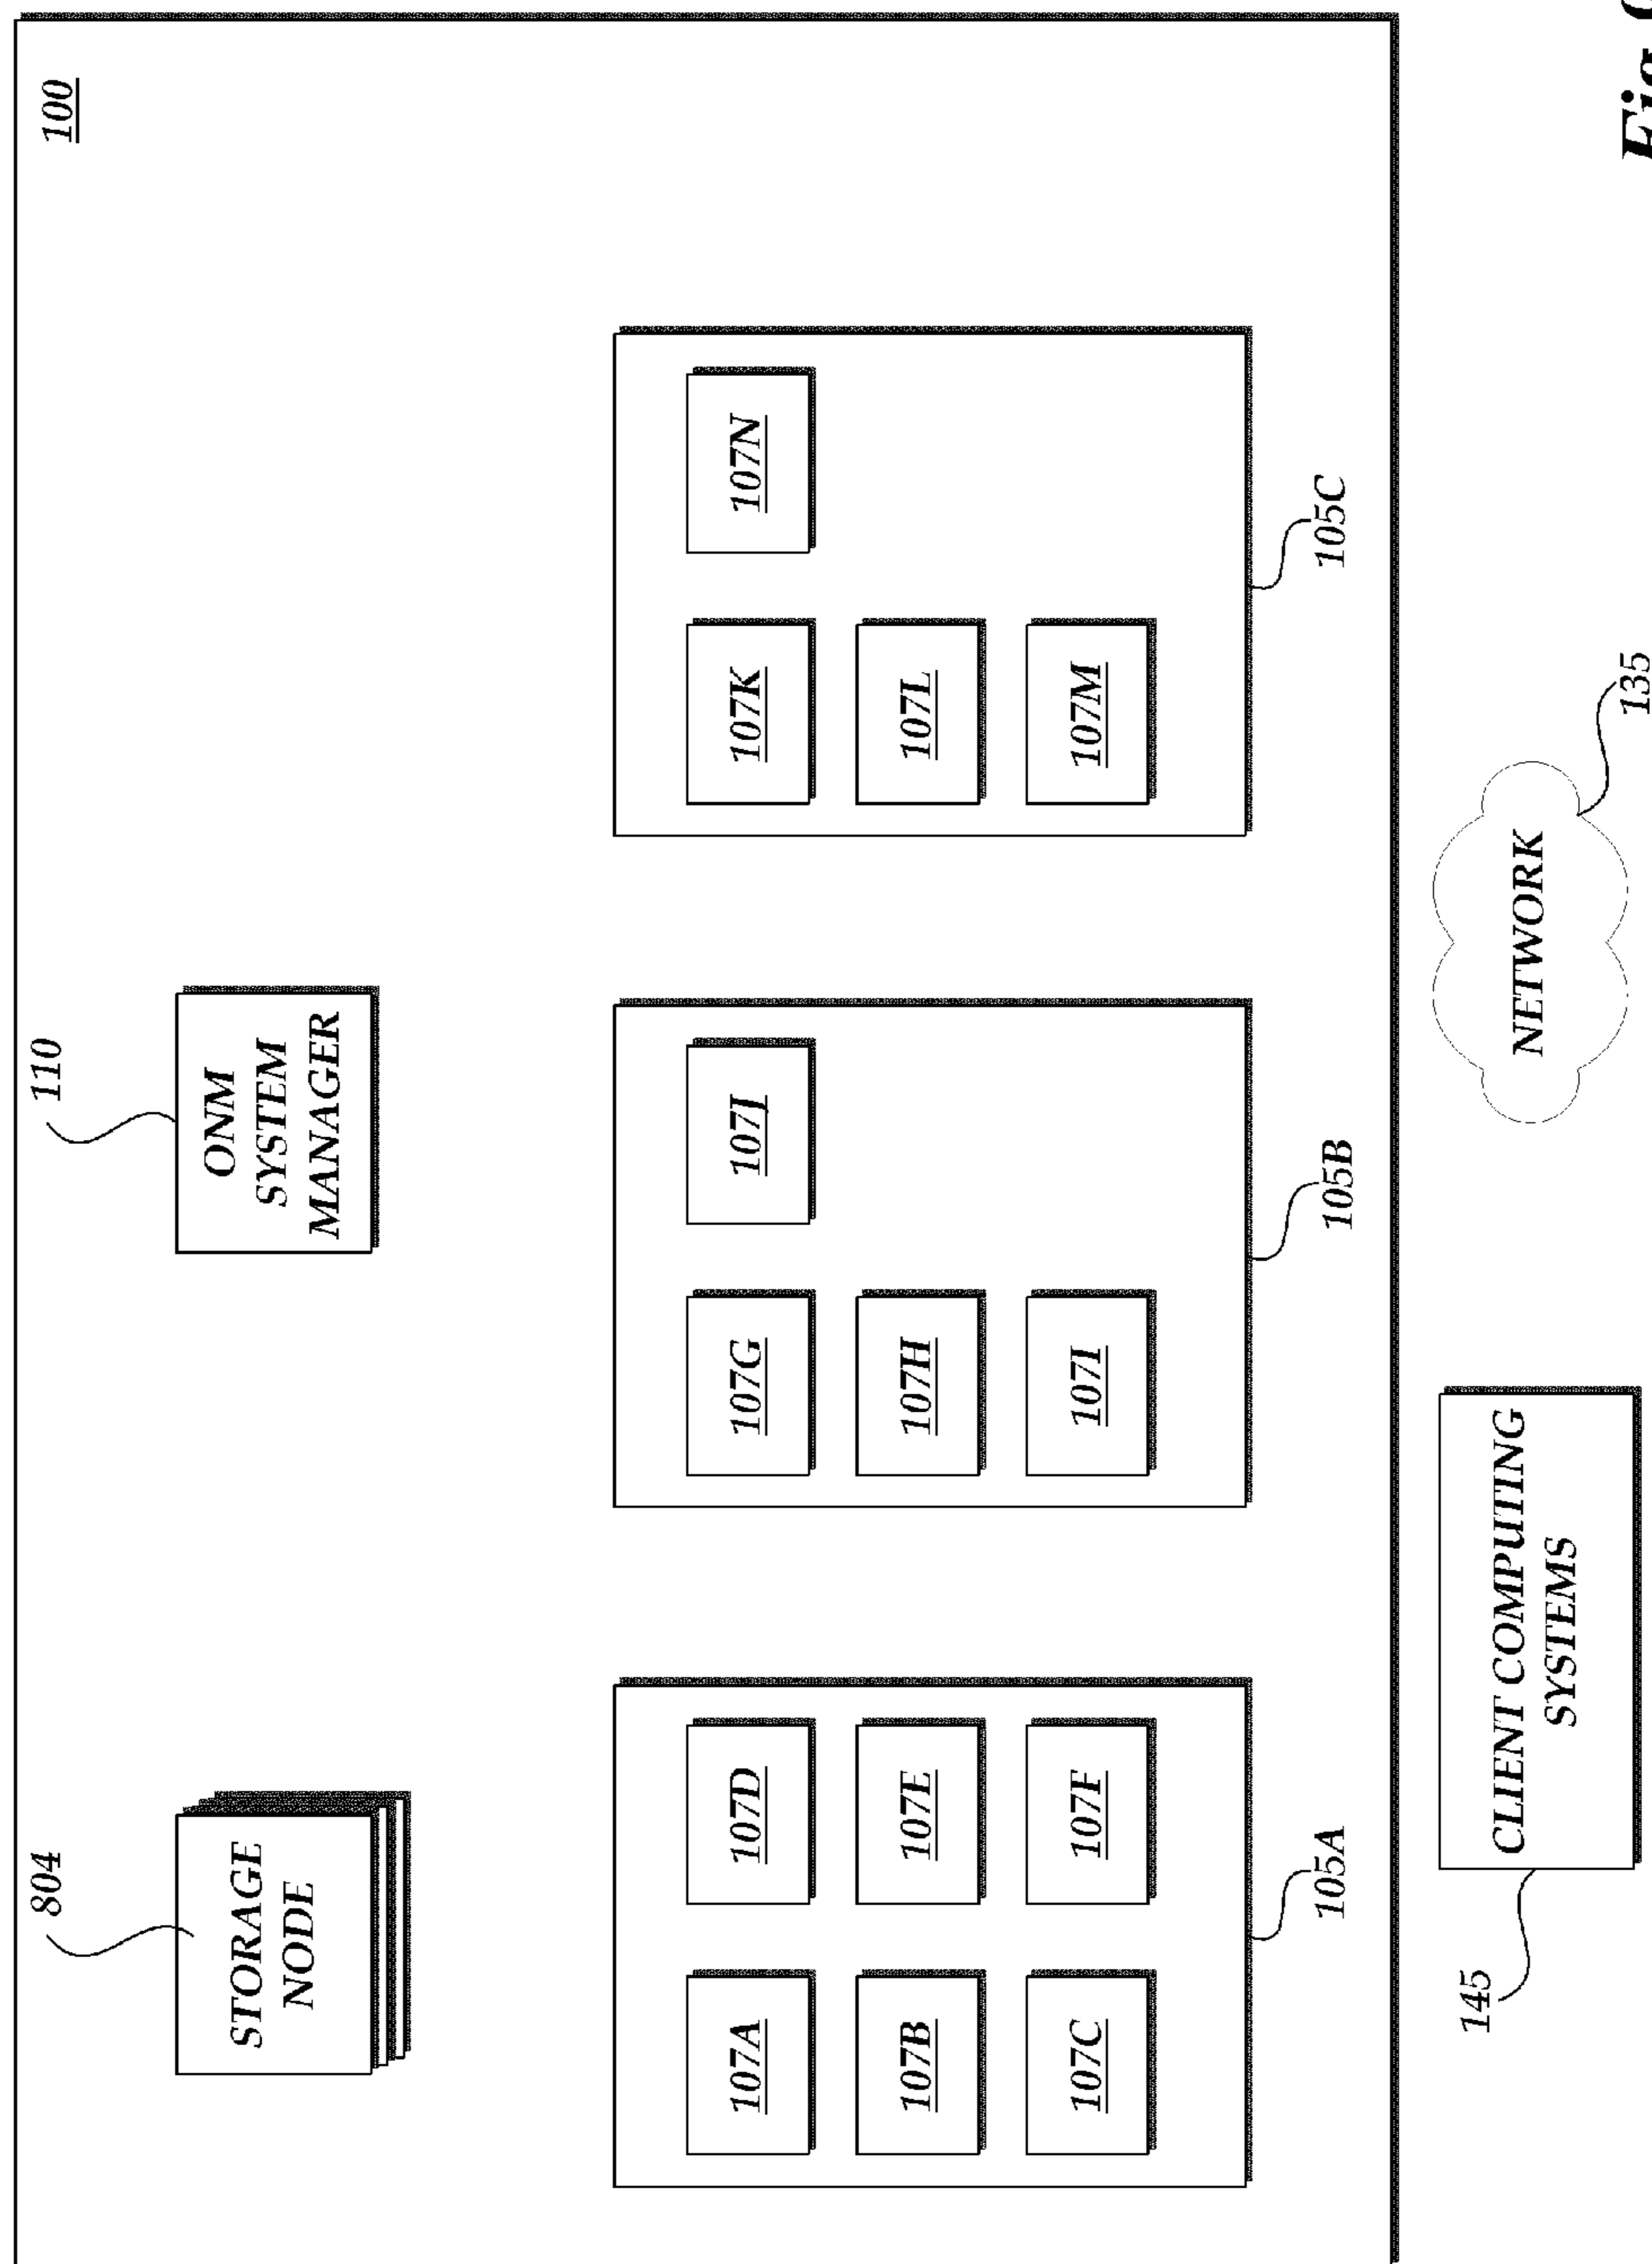 100
804
110
STORAGE
NODE
ONM
SYSTEM
MANAGER
107A
107D
107B
107E
107C
107F
105A
107G
107J
107H
107I
105B
107K
107N
107L
107M
105C
145
CLIENT COMPUTING
SYSTEMS
NETWORK
135
Fig.